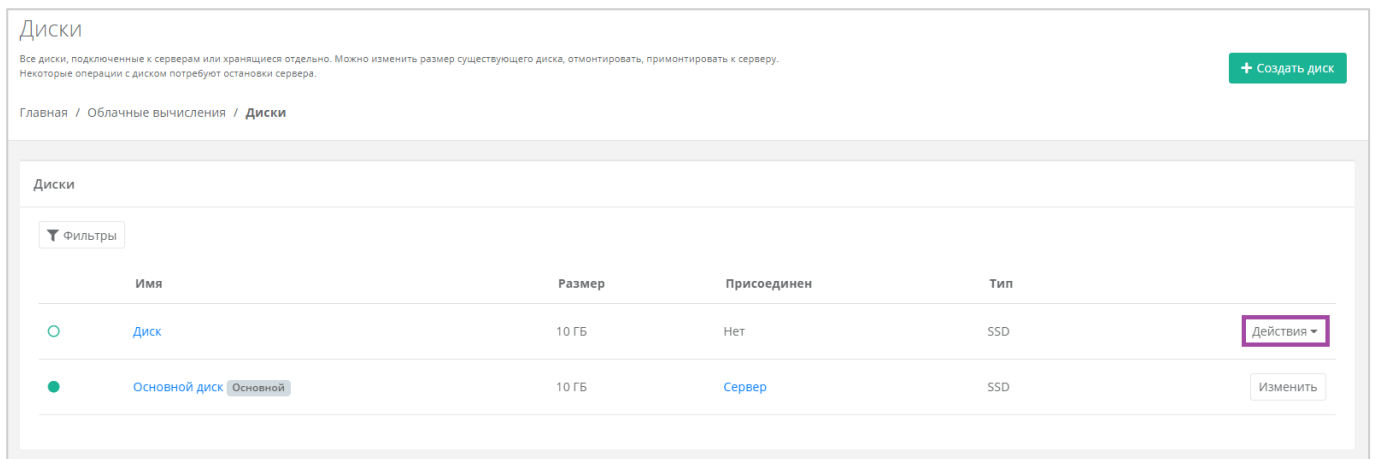 Диски
Все диски, подключенные к серверам или хранящиеся отдельно. Можно изменить размер существующего диска, отмонтировать, примонтировать к серверу.
Некоторые операции с диском потребуют остановки сервера.
+ Создать диск
Главная / Облачные вычисления / Диски
Диски
Фильтры
Имя Размер Присоединен Тип
Диск 10 ГБ Нет SSD Действия
Основной диск Основной 10 ГБ Сервер SSD Изменить